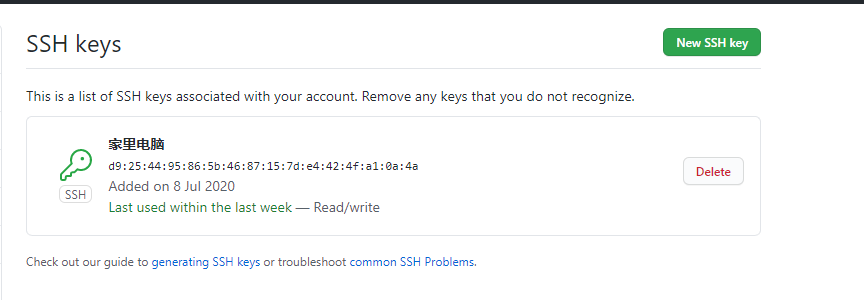 SSH keys
New SSH key
This is a list of SSH keys associated with your account. Remove any keys that you do not recognize.
家里电脑
d9:25:44:95:86:5b:46:87:15:7d:e4:42:4f:a1:0a:4a
Added on 8 Jul 2020
Last used within the last week — Read/write
SSH
Delete
Check out our guide to generating SSH keys or troubleshoot common SSH Problems.